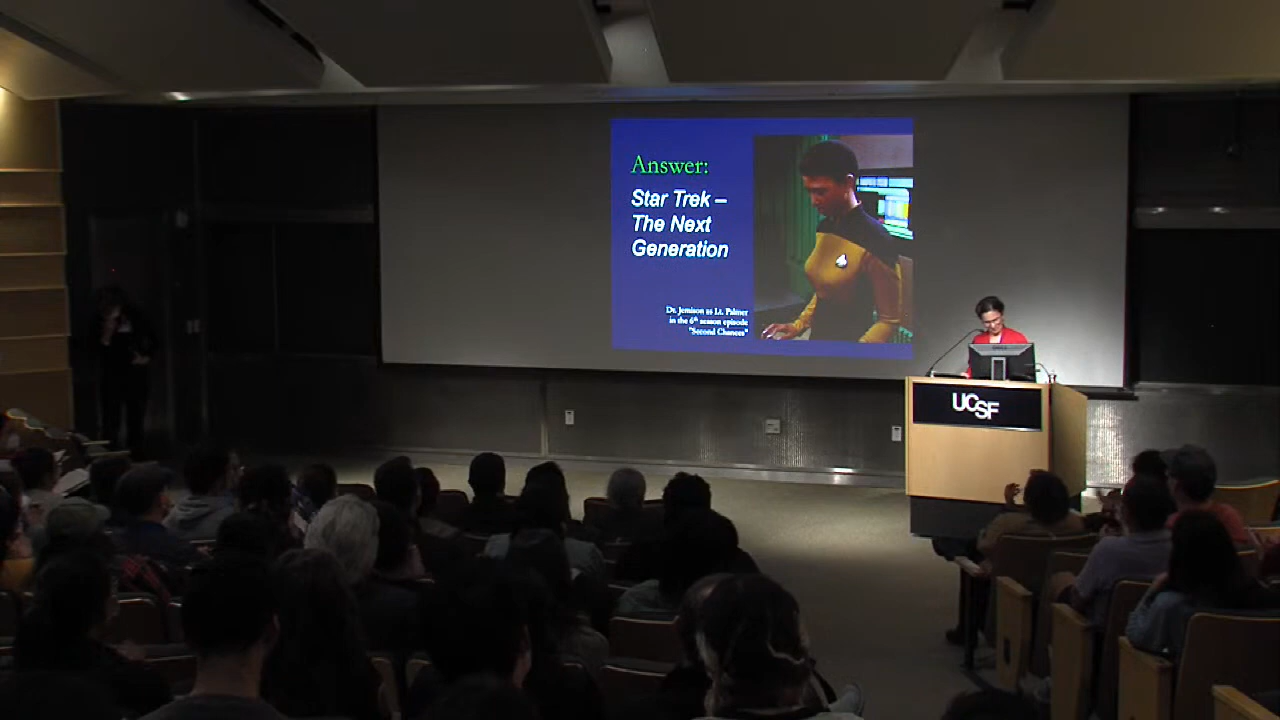 Answer:
Star Trek –
The Next
Generation
Dr. Jemison as Lt. Palmer
in the 6th season episode
"Second Chances"
UCSF